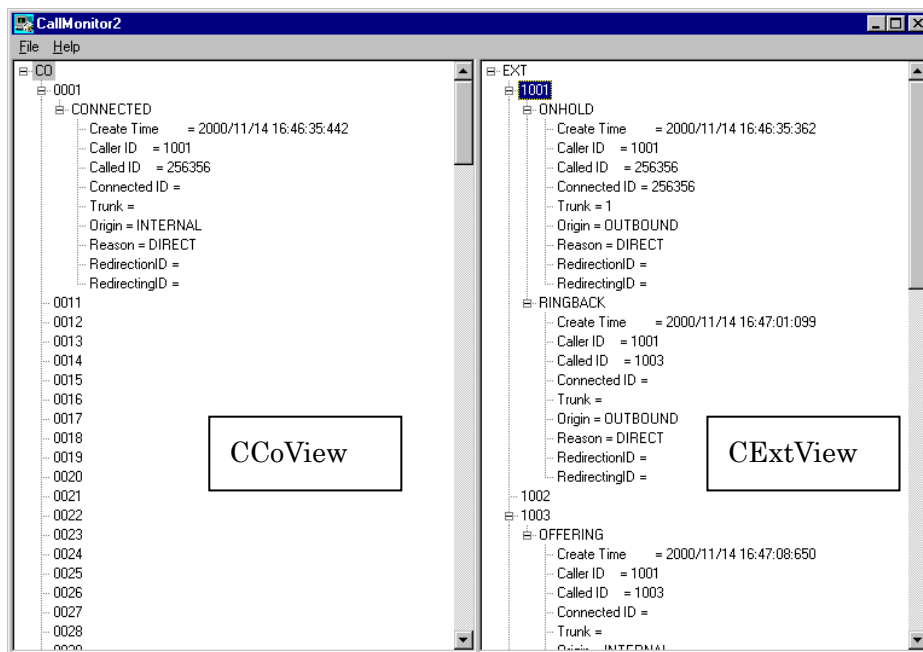 CallMonitor2
File Help
CO
0001
CONNECTED
Create Time = 2000/11/14 16:46:35:442
Caller ID = 1001
Called ID = 256356
Connected ID =
Trunk =
Origin = INTERNAL
Reason = DIRECT
RedirectionID =
RedirectingID =
0011
0012
0013
0014
0015
0016
0017
0018
0019
0020
0021
0022
0023
0024
0025
0026
0027
0028
CCoView
EXT
1001
ONHOLD
Create Time = 2000/11/14 16:46:35:362
Caller ID = 1001
Called ID = 256356
Connected ID = 256356
Trunk = 1
Origin = OUTBOUND
Reason = DIRECT
RedirectionID =
RedirectingID =
RINGBACK
Create Time = 2000/11/14 16:47:01:099
Caller ID = 1001
Called ID = 1003
Connected ID =
Trunk =
Origin = OUTBOUND
Reason = DIRECT
RedirectionID =
RedirectingID =
1002
1003
OFFERING
Create Time = 2000/11/14 16:47:08:650
Caller ID = 1001
Called ID = 1003
Connected ID =
Trunk =
Origin = INTERNAL
CExtView